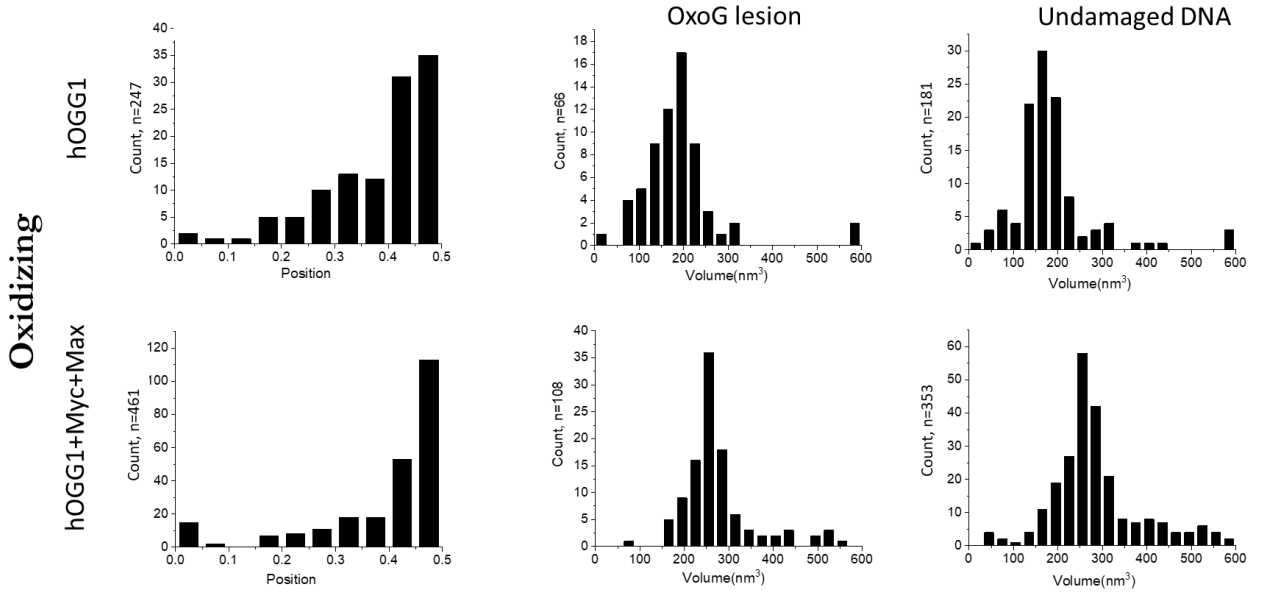 OxoG lesion
Undamaged DNA
Oxidizing
hOGG1
Count, n=247
40
35
30
25
20
15
10
5
0
0.0 0.1 0.2 0.3 0.4 0.5
Position
Count, n=66
18
16
14
12
10
8
6
4
2
0
0 100 200 300 400 500 600
Volume(nm³)
Count, n=181
30
25
20
15
10
5
0
0 100 200 300 400 500 600
Volume(nm³)
hOGG1+Myc+Max
Count, n=461
120
100
80
60
40
20
0
0.0 0.1 0.2 0.3 0.4 0.5
Position
Count, n=108
40
35
30
25
20
15
10
5
0
0 100 200 300 400 500 600
Volume(nm³)
Count, n=353
60
50
40
30
20
10
0
0 100 200 300 400 500 600
Volume(nm³)